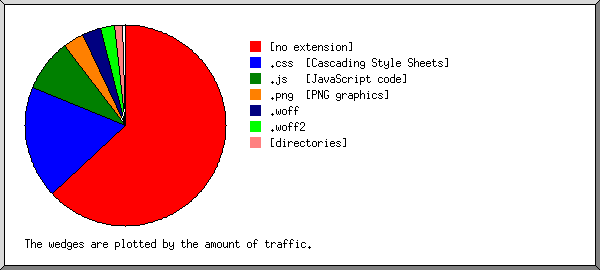 [no extension]
.css [Cascading Style Sheets]
.js [JavaScript code]
.png [PNG graphics]
.woff
.woff2
[directories]
The wedges are plotted by the amount of traffic.